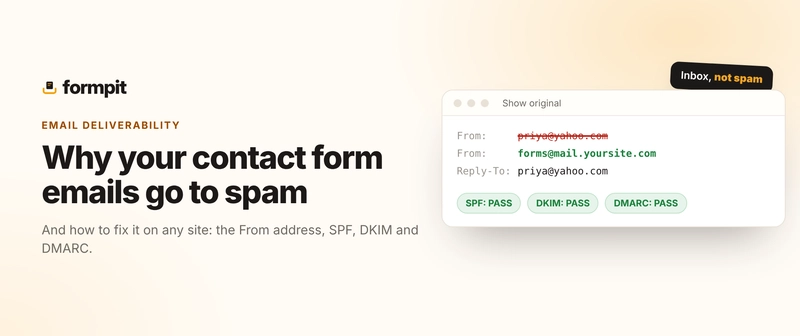 formpit
EMAIL DELIVERABILITY
Why your contact form
emails go to spam
And how to fix it on any site: the From address, SPF, DKIM and
DMARC.
Inbox, not spam
Show original
From: priya@yahoo.com
From: forms@mail.yoursite.com
Reply-To: priya@yahoo.com
SPF: PASS DKIM: PASS DMARC: PASS